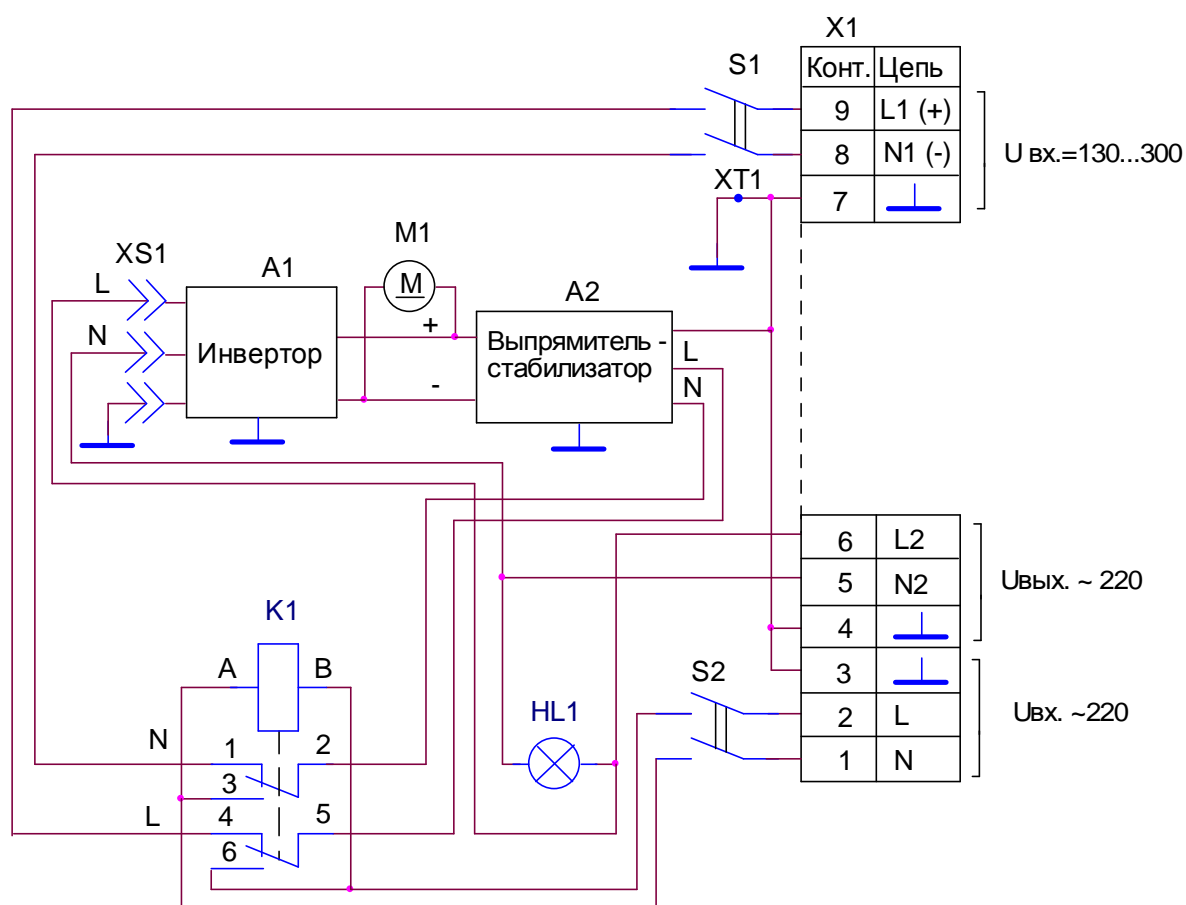 X1
S1
Конт. Цепь
9 L1 (+)
8 N1 (-)
7
U вх.=130...300
XT1
M1
XS1
A1
A2
L
M
N
+
-
Инвертор
Выпрямитель -
стабилизатор
L
N
6 L2
5 N2
4
Uвых. ~ 220
3
2 L
1 N
Uвх. ~220
K1
A
B
S2
HL1
N
1
2
3
L
4
5
6